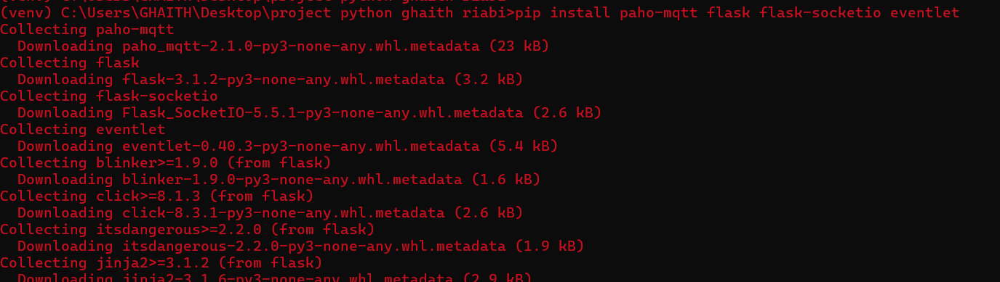 (venv) C:\Users\GHAITH\Desktop\project python ghaith riabi>pip install paho-mqtt flask flask-socketio eventlet
Collecting paho-mqtt
  Downloading paho_mqtt-2.1.0-py3-none-any.whl.metadata (23 kB)
Collecting flask
  Downloading flask-3.1.2-py3-none-any.whl.metadata (3.2 kB)
Collecting flask-socketio
  Downloading Flask_SocketIO-5.5.1-py3-none-any.whl.metadata (2.6 kB)
Collecting eventlet
  Downloading eventlet-0.40.3-py3-none-any.whl.metadata (5.4 kB)
Collecting blinker>=1.9.0 (from flask)
  Downloading blinker-1.9.0-py3-none-any.whl.metadata (1.6 kB)
Collecting click>=8.1.3 (from flask)
  Downloading click-8.3.1-py3-none-any.whl.metadata (2.6 kB)
Collecting itsdangerous>=2.2.0 (from flask)
  Downloading itsdangerous-2.2.0-py3-none-any.whl.metadata (1.9 kB)
Collecting jinja2>=3.1.2 (from flask)
  Downloading jinja2-3.1.6-py3-none-any.whl.metadata (2.9 kB)